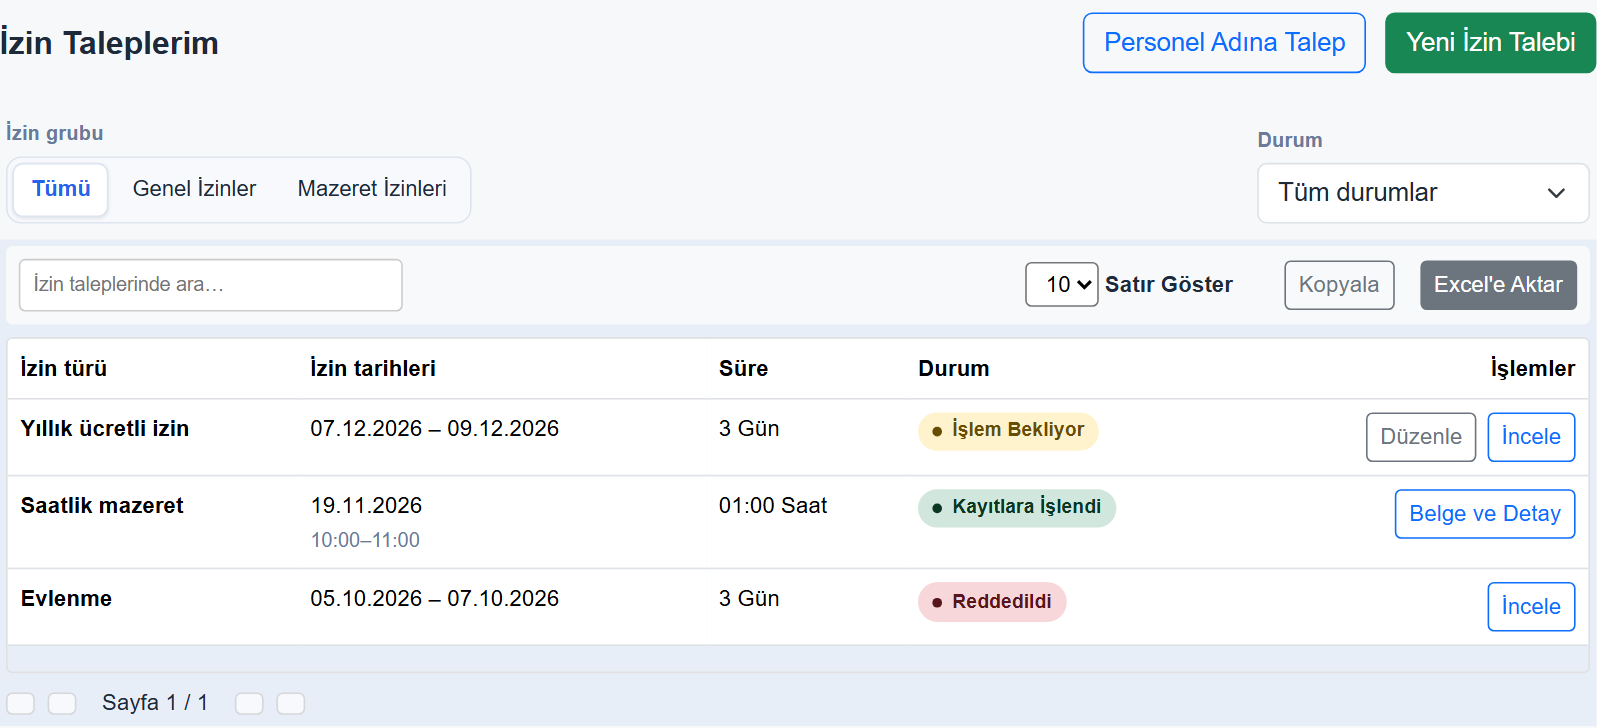 İzin Taleplerim
Personel Adına Talep
Yeni İzin Talebi
İzin grubu
Durum
Tümü
Genel İzinler
Mazeret İzinleri
Tüm durumlar
İzin taleplerinde ara…
10 Satır Göster
Kopyala
Excel'e Aktar
İzin türü İzin tarihleri Süre Durum İşlemler
Yıllık ücretli izin 07.12.2026 – 09.12.2026 3 Gün İşlem Bekliyor Düzenle İncele
Saatlik mazeret 19.11.2026 01:00 Saat Kayıtlara İşlendi Belge ve Detay
10:00–11:00
Evlenme 05.10.2026 – 07.10.2026 3 Gün Reddedildi İncele
Sayfa 1 / 1